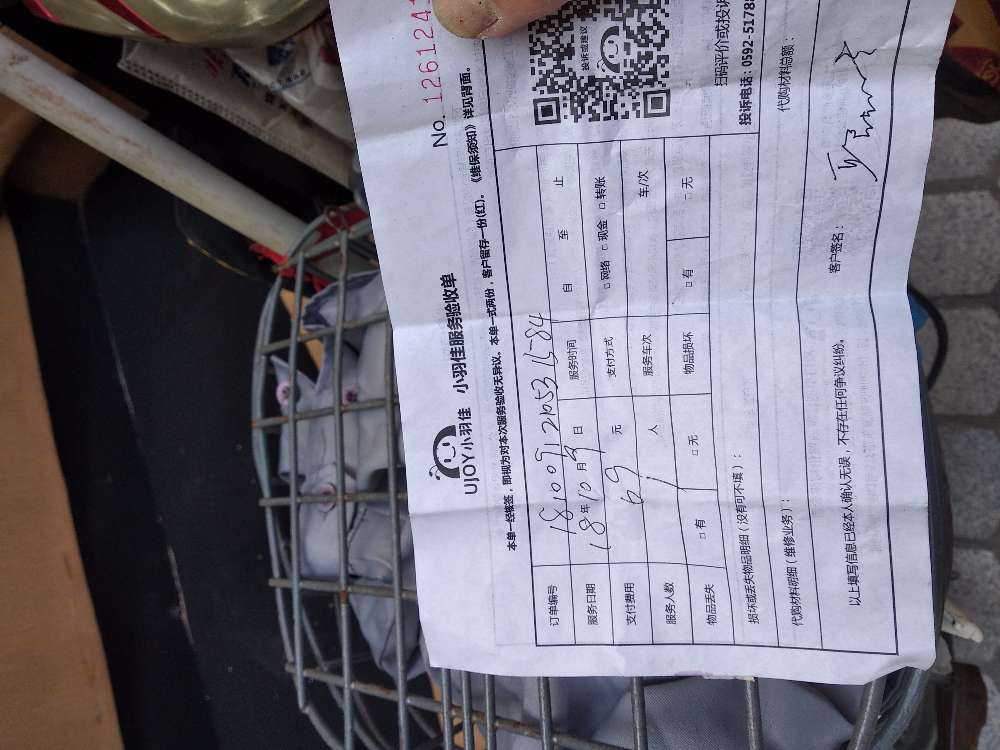 No. 1261241
UJOY小羽佳 小羽佳服务验收单
本单一经核签，即视为对本次服务验收无异议。本单一式两份，客户留存一份(红)。《维保须知》详见背面。
订单编号 181009121053 1584
服务日期 18年10月9日 服务时间 自 至 止
支付费用 69 元 支付方式 □网络 □现金 □转账
服务人数 1 人 服务车次 车/次
物品丢失 □有 □无 物品损坏 □有 □无
损坏或丢失物品明细（没有可不填）：
代购材料明细（维修业务）： 代购材料总额：
以上填写信息已经本人确认无误，不存在任何争议纠纷。 客户签名：
投诉或建议
扫码评价或投诉
投诉电话：0592-5178